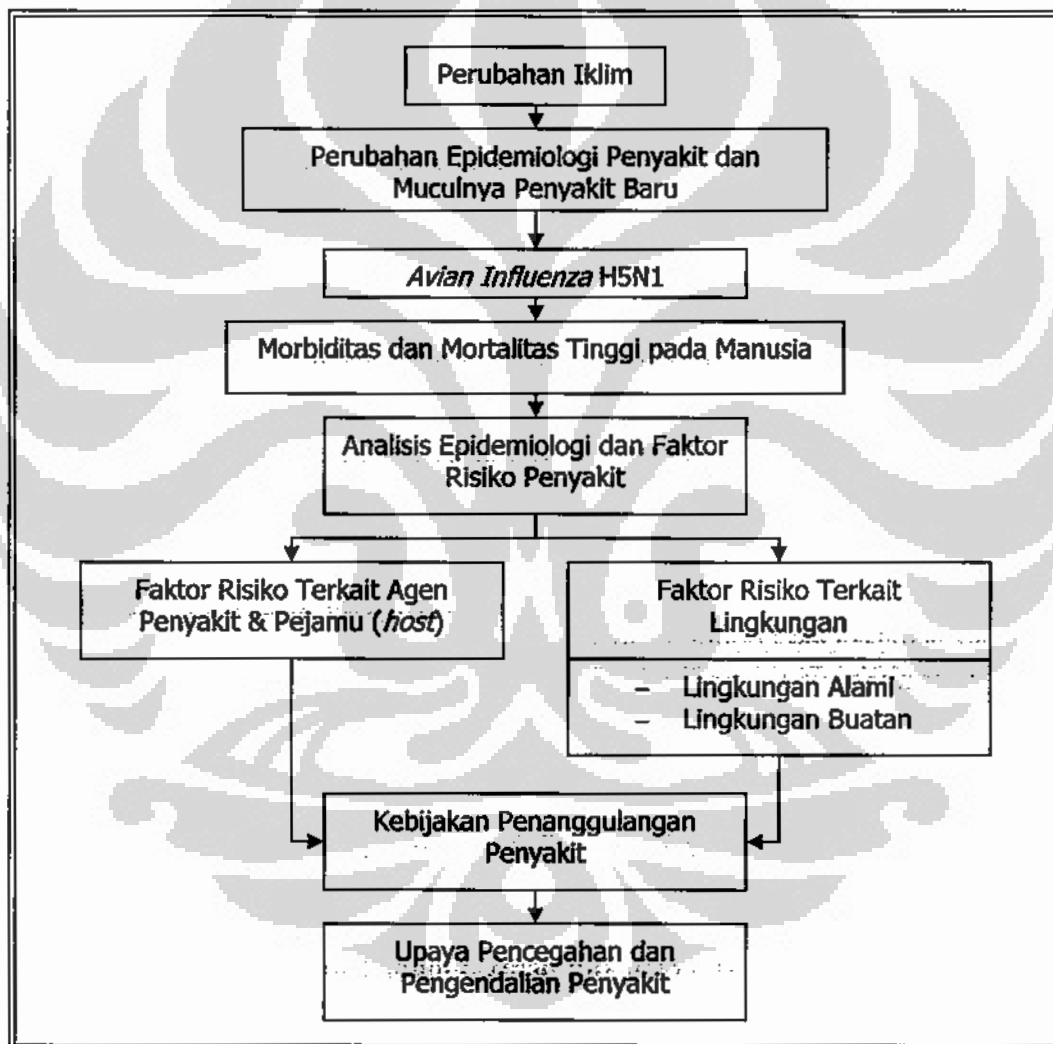 Perubahan Iklim
Perubahan Epidemiologi Penyakit dan
Muculnya Penyakit Baru
Avian Influenza H5N1
Morbiditas dan Mortalitas Tinggi pada Manusia
Analisis Epidemiologi dan Faktor
Risiko Penyakit
Faktor Risiko Terkait Agen
Penyakit & Pejamu (host)
Faktor Risiko Terkait
Lingkungan
– Lingkungan Alami
– Lingkungan Buatan
Kebijakan Penanggulangan
Penyakit
Upaya Pencegahan dan
Pengendalian Penyakit